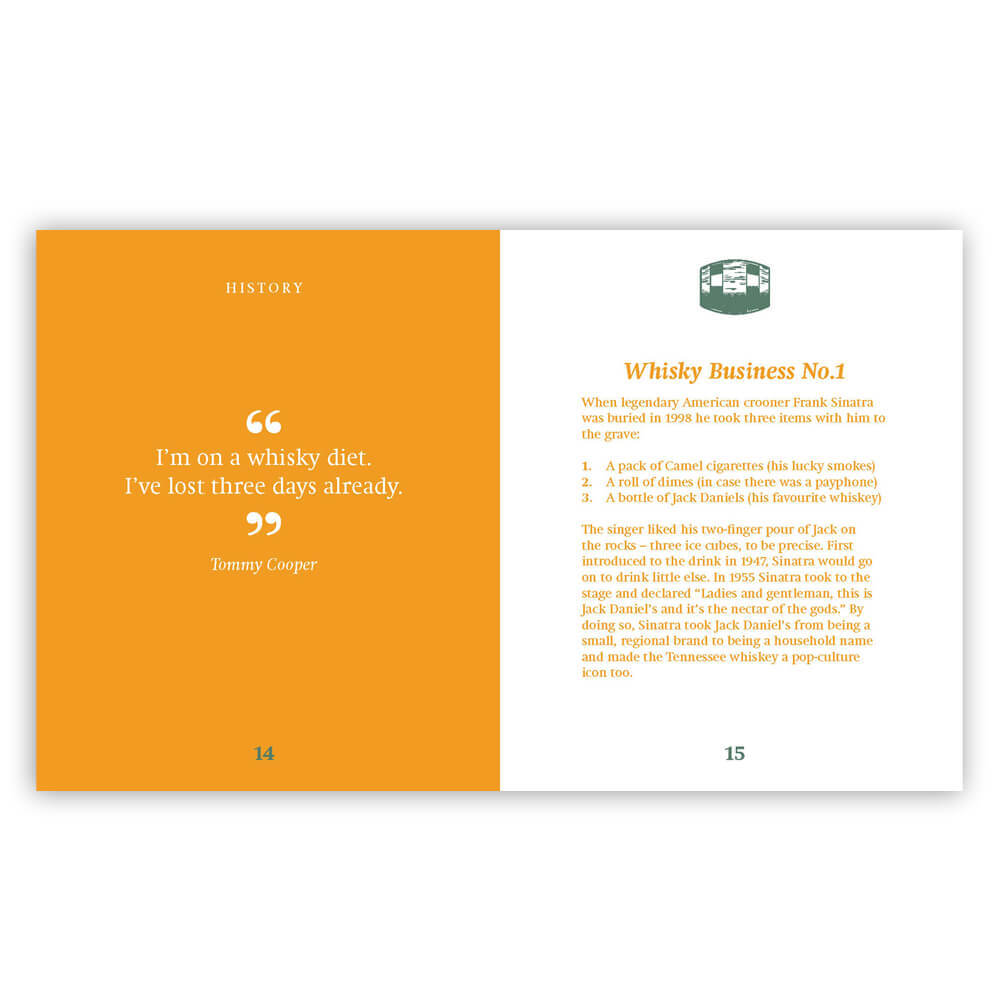 HISTORY
“
I’m on a whisky diet.
I’ve lost three days already.
”
Tommy Cooper
14
Whisky Business No.1
When legendary American crooner Frank Sinatra
was buried in 1998 he took three items with him to
the grave:
1. A pack of Camel cigarettes (his lucky smokes)
2. A roll of dimes (in case there was a payphone)
3. A bottle of Jack Daniels (his favourite whiskey)
The singer liked his two-finger pour of Jack on
the rocks – three ice cubes, to be precise. First
introduced to the drink in 1947, Sinatra would go
on to drink little else. In 1955 Sinatra took to the
stage and declared “Ladies and gentleman, this is
Jack Daniel’s and it’s the nectar of the gods.” By
doing so, Sinatra took Jack Daniel’s from being a
small, regional brand to being a household name
and made the Tennessee whiskey a pop-culture
icon too.
15